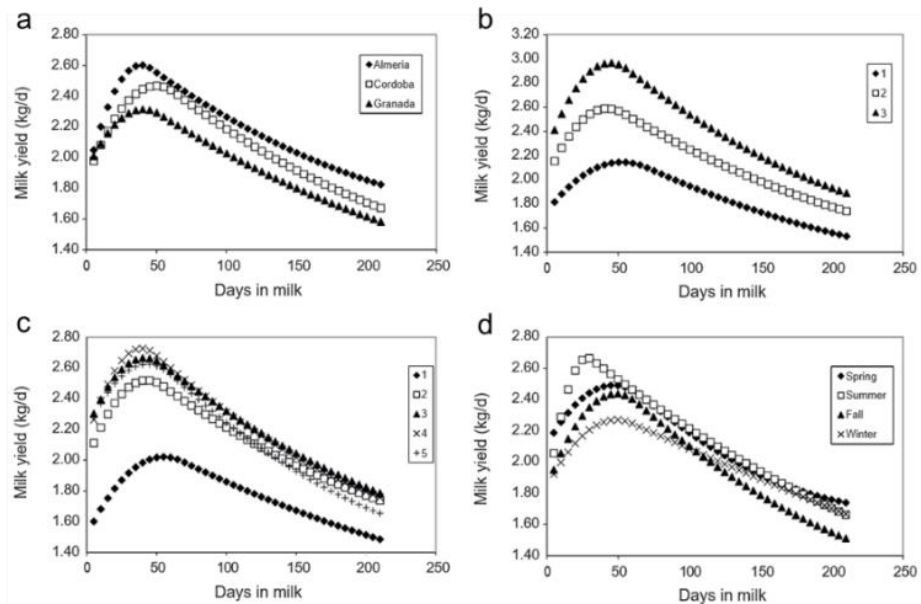 a
2.80
2.60
2.40
2.20
2.00
1.80
1.60
1.40
0 50 100 150 200 250
Milk yield (kg/d)
Days in milk
Almeria
Cordoba
Granada
b
3.20
3.00
2.80
2.60
2.40
2.20
2.00
1.80
1.60
1.40
0 50 100 150 200 250
Milk yield (kg/d)
Days in milk
1
2
3
c
2.80
2.60
2.40
2.20
2.00
1.80
1.60
1.40
0 50 100 150 200 250
Milk yield (kg/d)
Days in milk
1
2
3
4
5
d
2.80
2.60
2.40
2.20
2.00
1.80
1.60
1.40
0 50 100 150 200 250
Milk yield (kg/d)
Days in milk
Spring
Summer
Fall
Winter